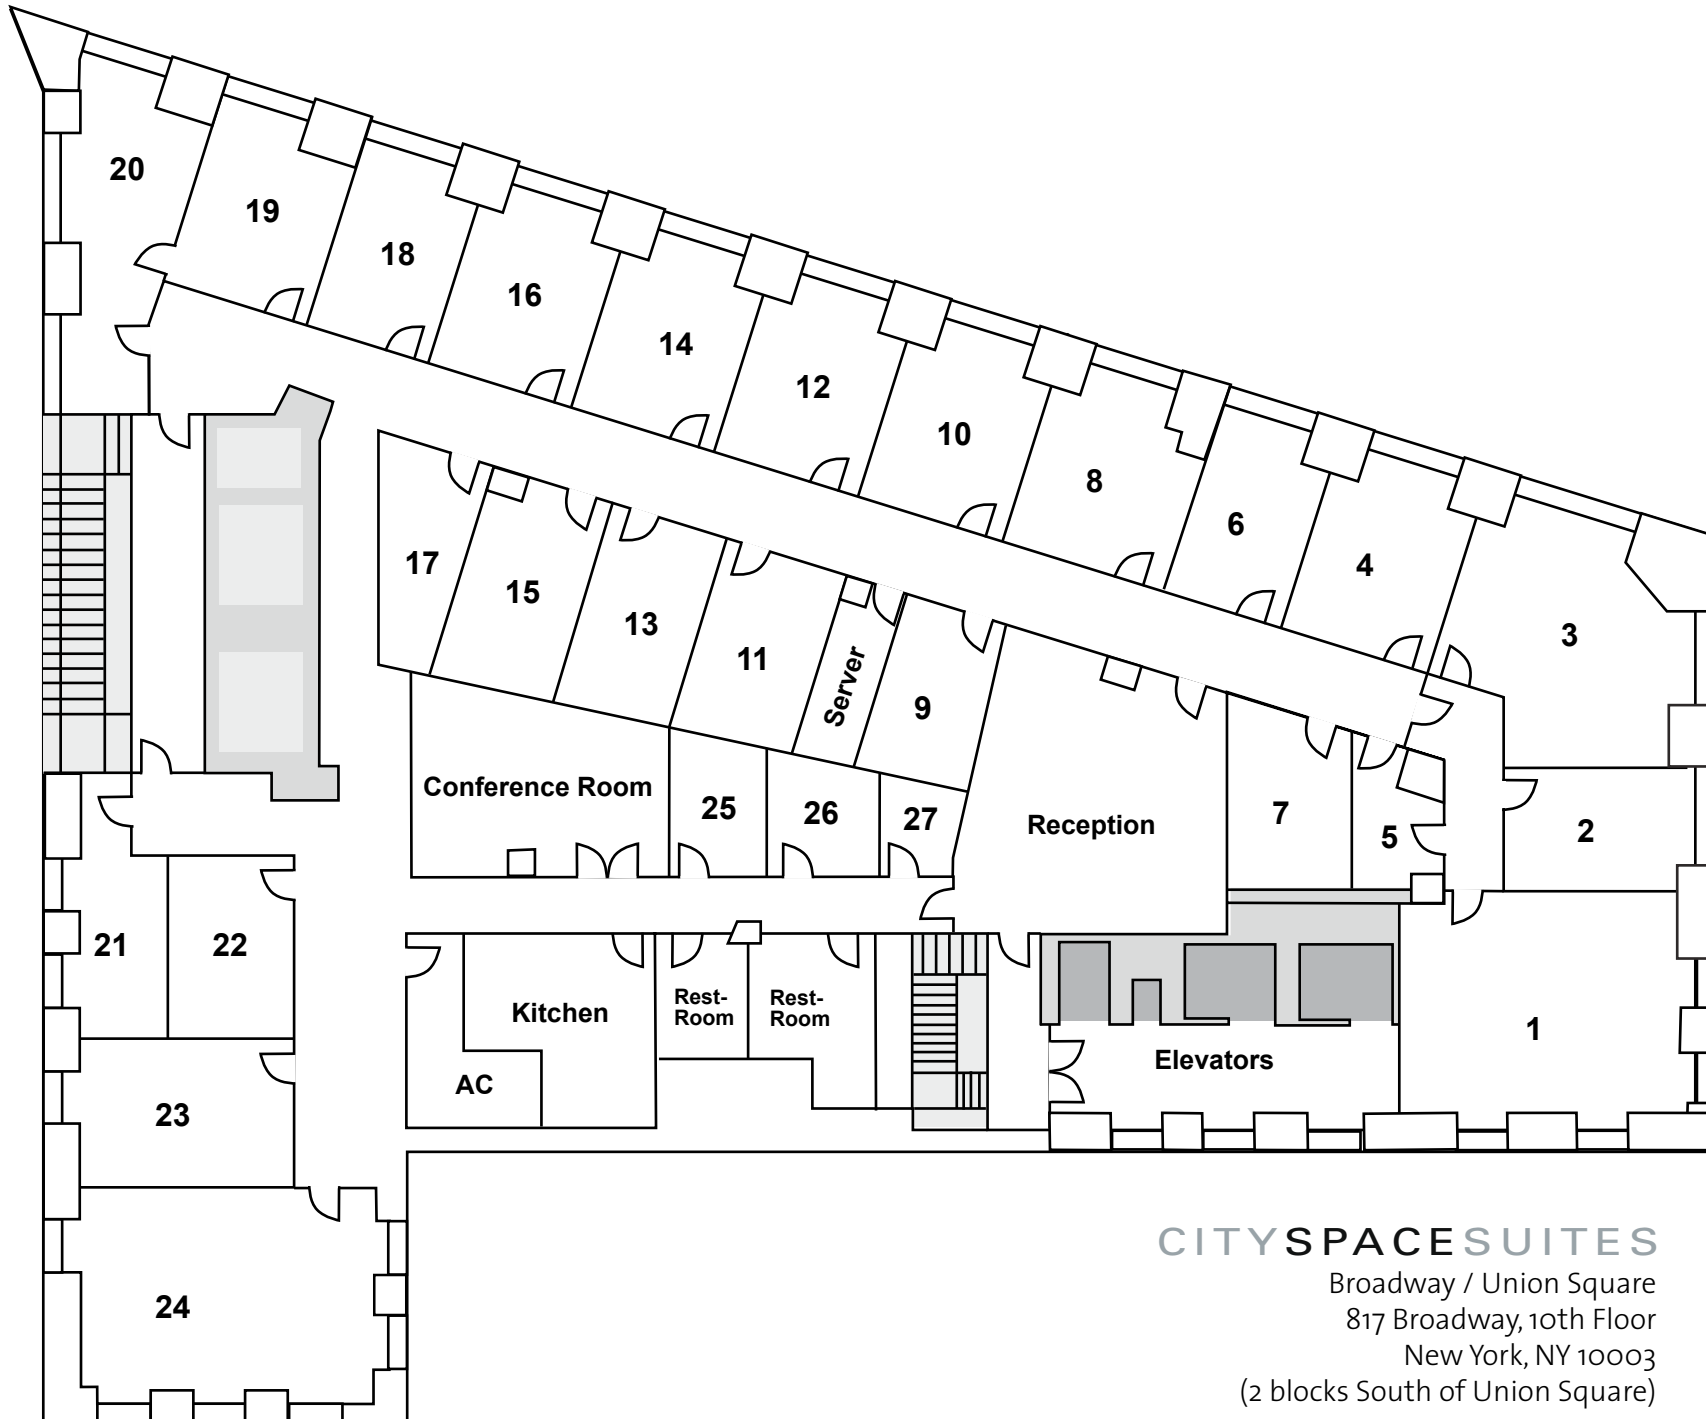 20
19
18
16
14
12
10
8
6
4
3
17
15
13
11
Server
9
Conference Room
25
26
27
Reception
7
5
2
21
22
Kitchen
Rest-
Room
Rest-
Room
AC
Elevators
1
23
24
CITYSPACESUITES
Broadway / Union Square
817 Broadway, 10th Floor
New York, NY 10003
(2 blocks South of Union Square)